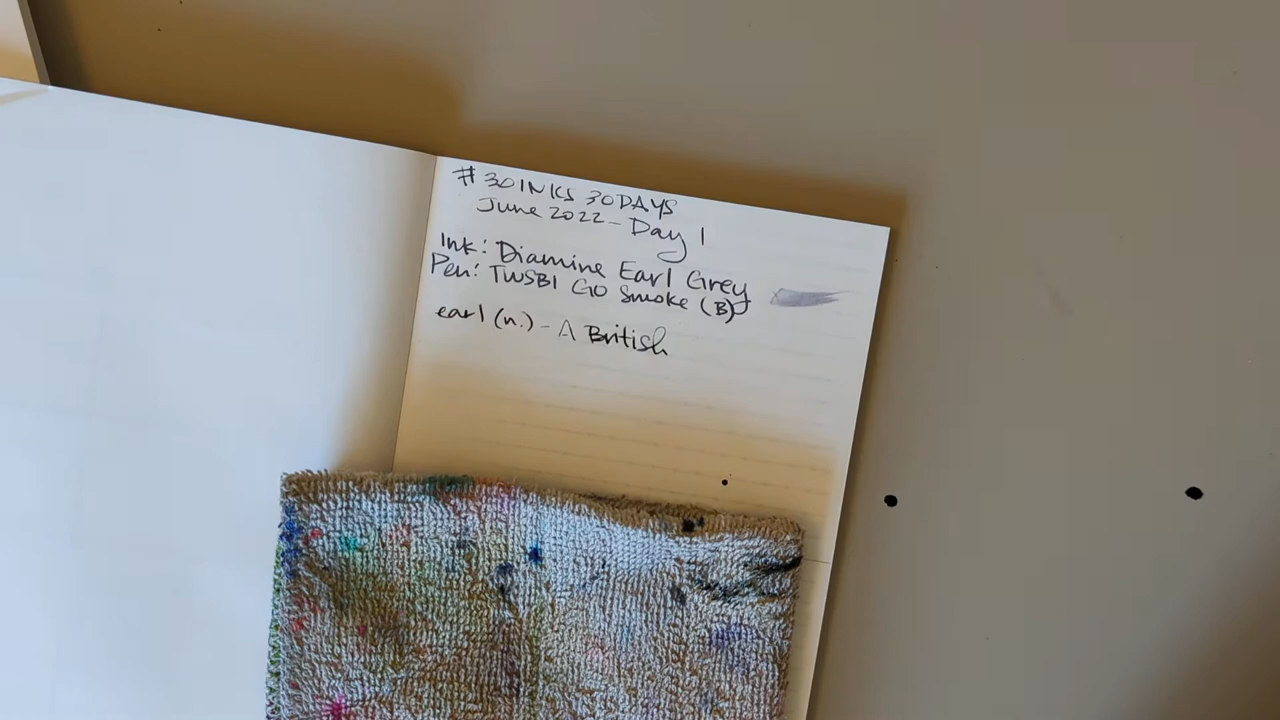 #30INKS 30DAYS
June 2022 - Day 1
Ink: Diamine Earl Grey
Pen: TWSBI GO Smoke (B)
earl (n.) - A British